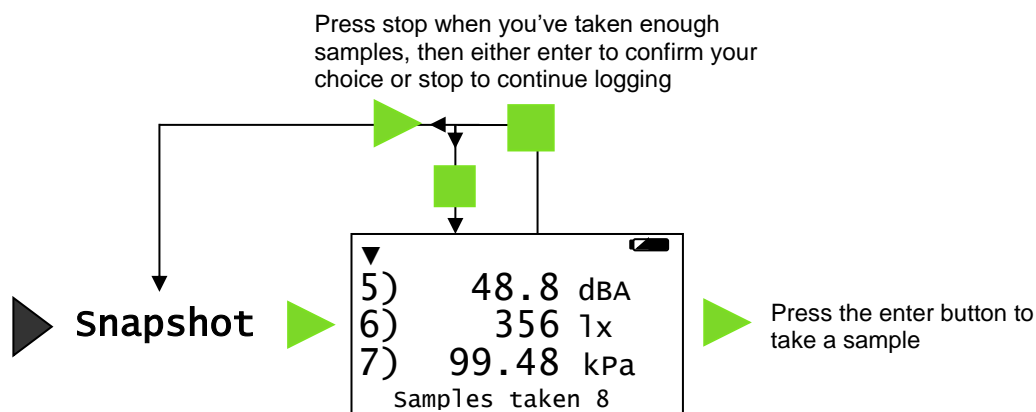 Press stop when you’ve taken enough
samples, then either enter to confirm your
choice or stop to continue logging
Snapshot
5) 48.8 dBA
6) 356 lx
7) 99.48 kPa
Samples taken 8
Press the enter button to
take a sample